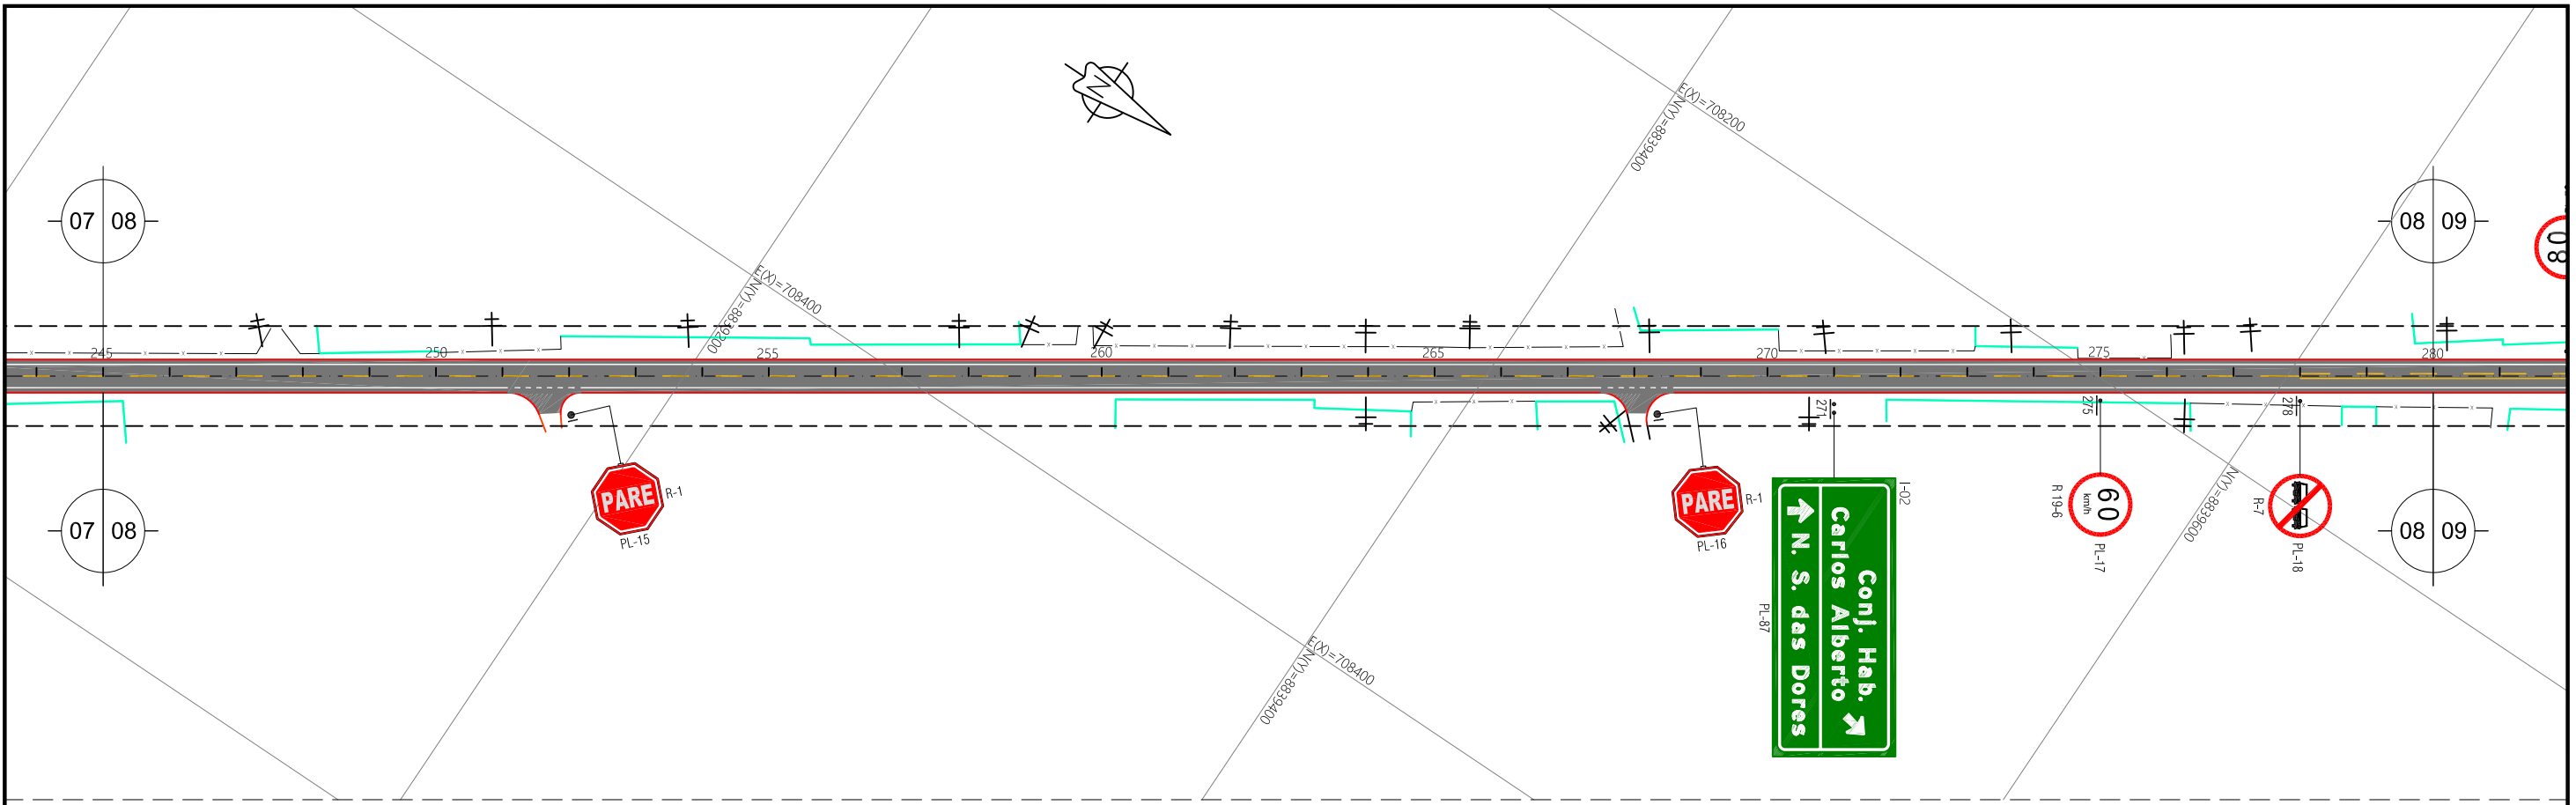 E(X)=708200
N(Y)=8839400
07 08
08 09
80
E(X)=708400
N(Y)=8839200
245
250
255
260
265
270
275
280
271
275
278
PARE
R-1
PL-15
PARE
R-1
PL-16
I-02
Conj. Hab.
Carlos Alberto
N. S. das Dores
PL-87
R19-6
60
km/h
PL-17
R-7
PL-18
N(Y)=8839600
07 08
08 09
E(X)=708400
N(Y)=8839400
N